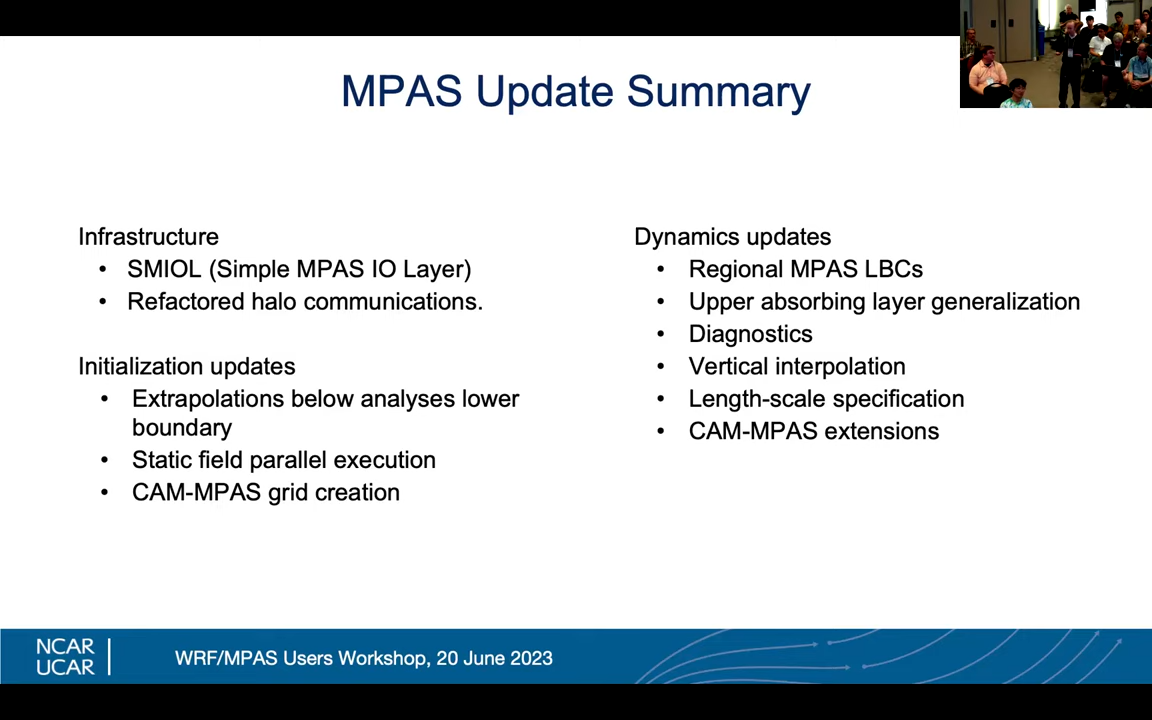 MPAS Update Summary
Infrastructure
• SMIOL (Simple MPAS IO Layer)
• Refactored halo communications.
Initialization updates
• Extrapolations below analyses lower
boundary
• Static field parallel execution
• CAM-MPAS grid creation
Dynamics updates
• Regional MPAS LBCs
• Upper absorbing layer generalization
• Diagnostics
• Vertical interpolation
• Length-scale specification
• CAM-MPAS extensions
NCAR
UCAR
WRF/MPAS Users Workshop, 20 June 2023